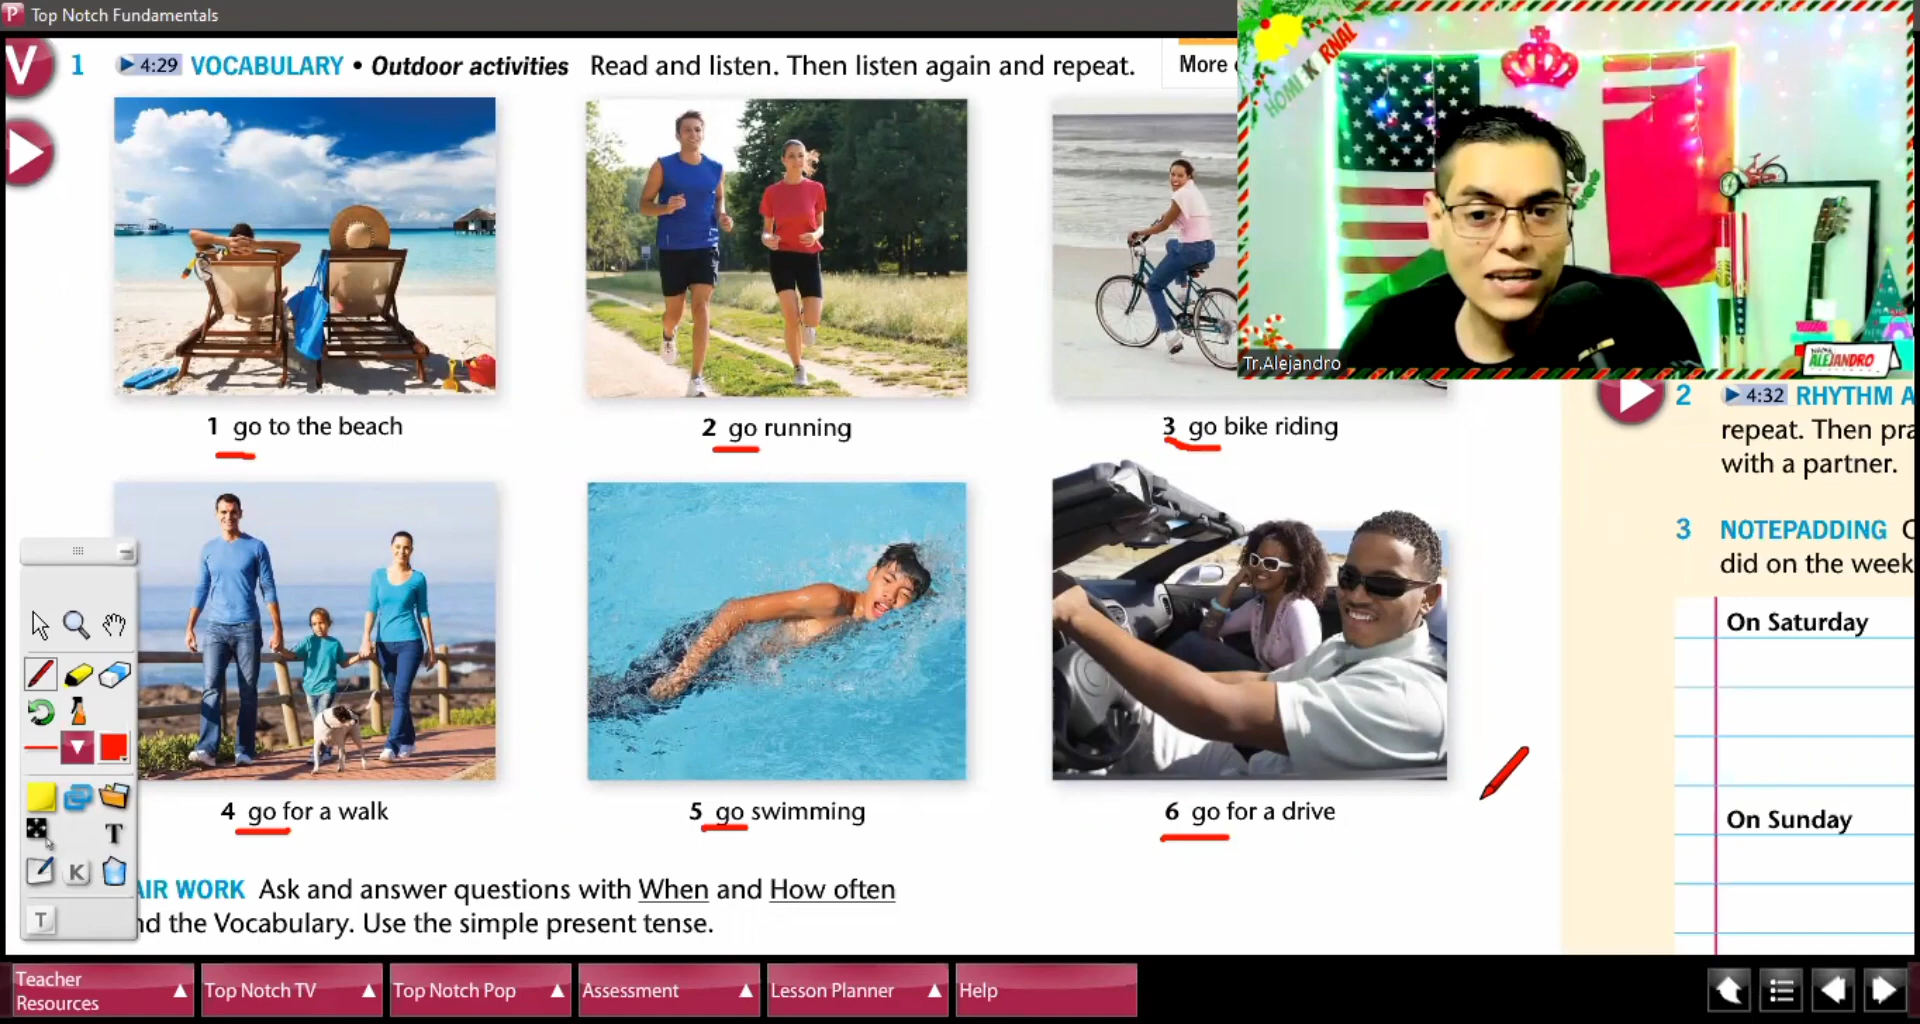 Top Notch Fundamentals
V
1 4:29 VOCABULARY • Outdoor activities Read and listen. Then listen again and repeat.
More
1 go to the beach
2 go running
3 go bike riding
4 go for a walk
5 go swimming
6 go for a drive
AIR WORK Ask and answer questions with When and How often
nd the Vocabulary. Use the simple present tense.
ALEJANDRO
Tr.Alejandro
2 4:32 RHYTHM A
repeat. Then pra
with a partner.
3 NOTEPADDING C
did on the week
On Saturday
On Sunday
T
K
T
Teacher Resources
Top Notch TV
Top Notch Pop
Assessment
Lesson Planner
Help